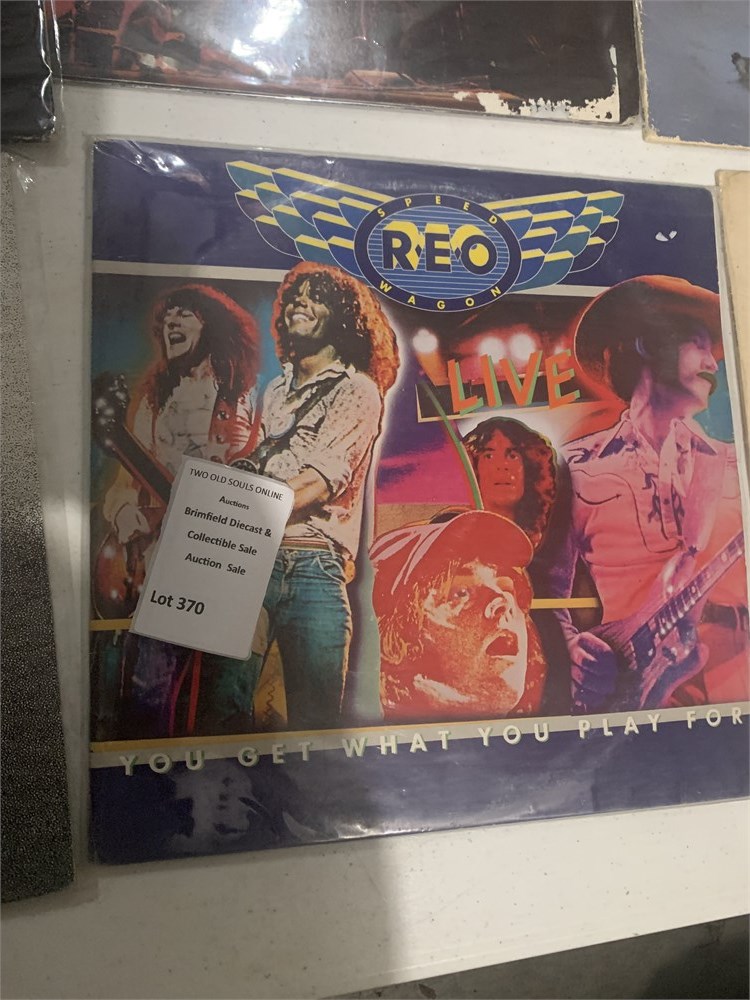 SPEED
R•E•O
WAGON
LIVE
TWO OLD SOULS ONLINE
Auctions
Brimfield Diecast &
Collectible Sale
Auction Sale
Lot 370
YOU GET WHAT YOU PLAY FOR